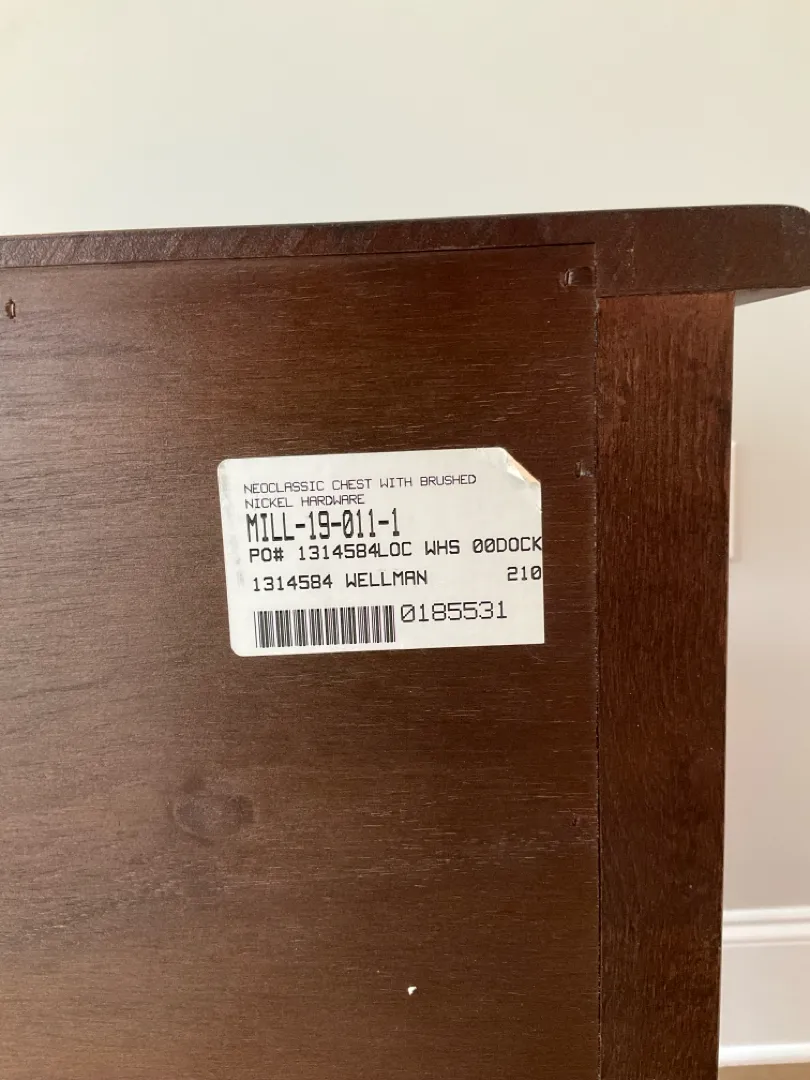 NEOCLASSIC CHEST WITH BRUSHED
NICKEL HARDWARE
MILL-19-011-1
PO# 1314584LOC WHS 00DOCK
1314584 WELLMAN 210
0185531